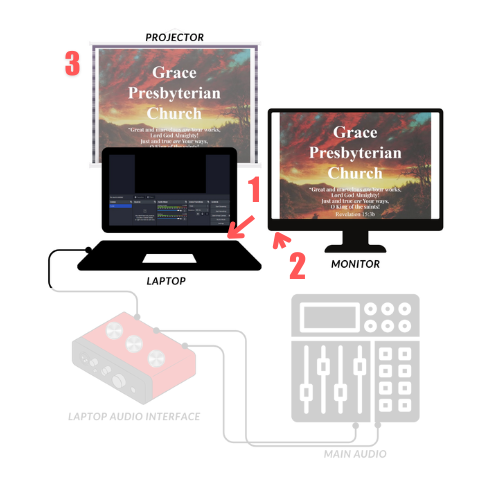 PROJECTOR
3
Grace
Presbyterian
Church
"Great and marvelous are Your works,
Lord God Almighty!
Just and true are Your ways,
O King of the saints!
1
Grace
Presbyterian
Church
"Great and marvelous are Your works,
Lord God Almighty!
Just and true are Your ways,
O King of the saints!
Revelation 15:3b
2
LAPTOP
MONITOR
LAPTOP AUDIO INTERFACE
MAIN AUDIO